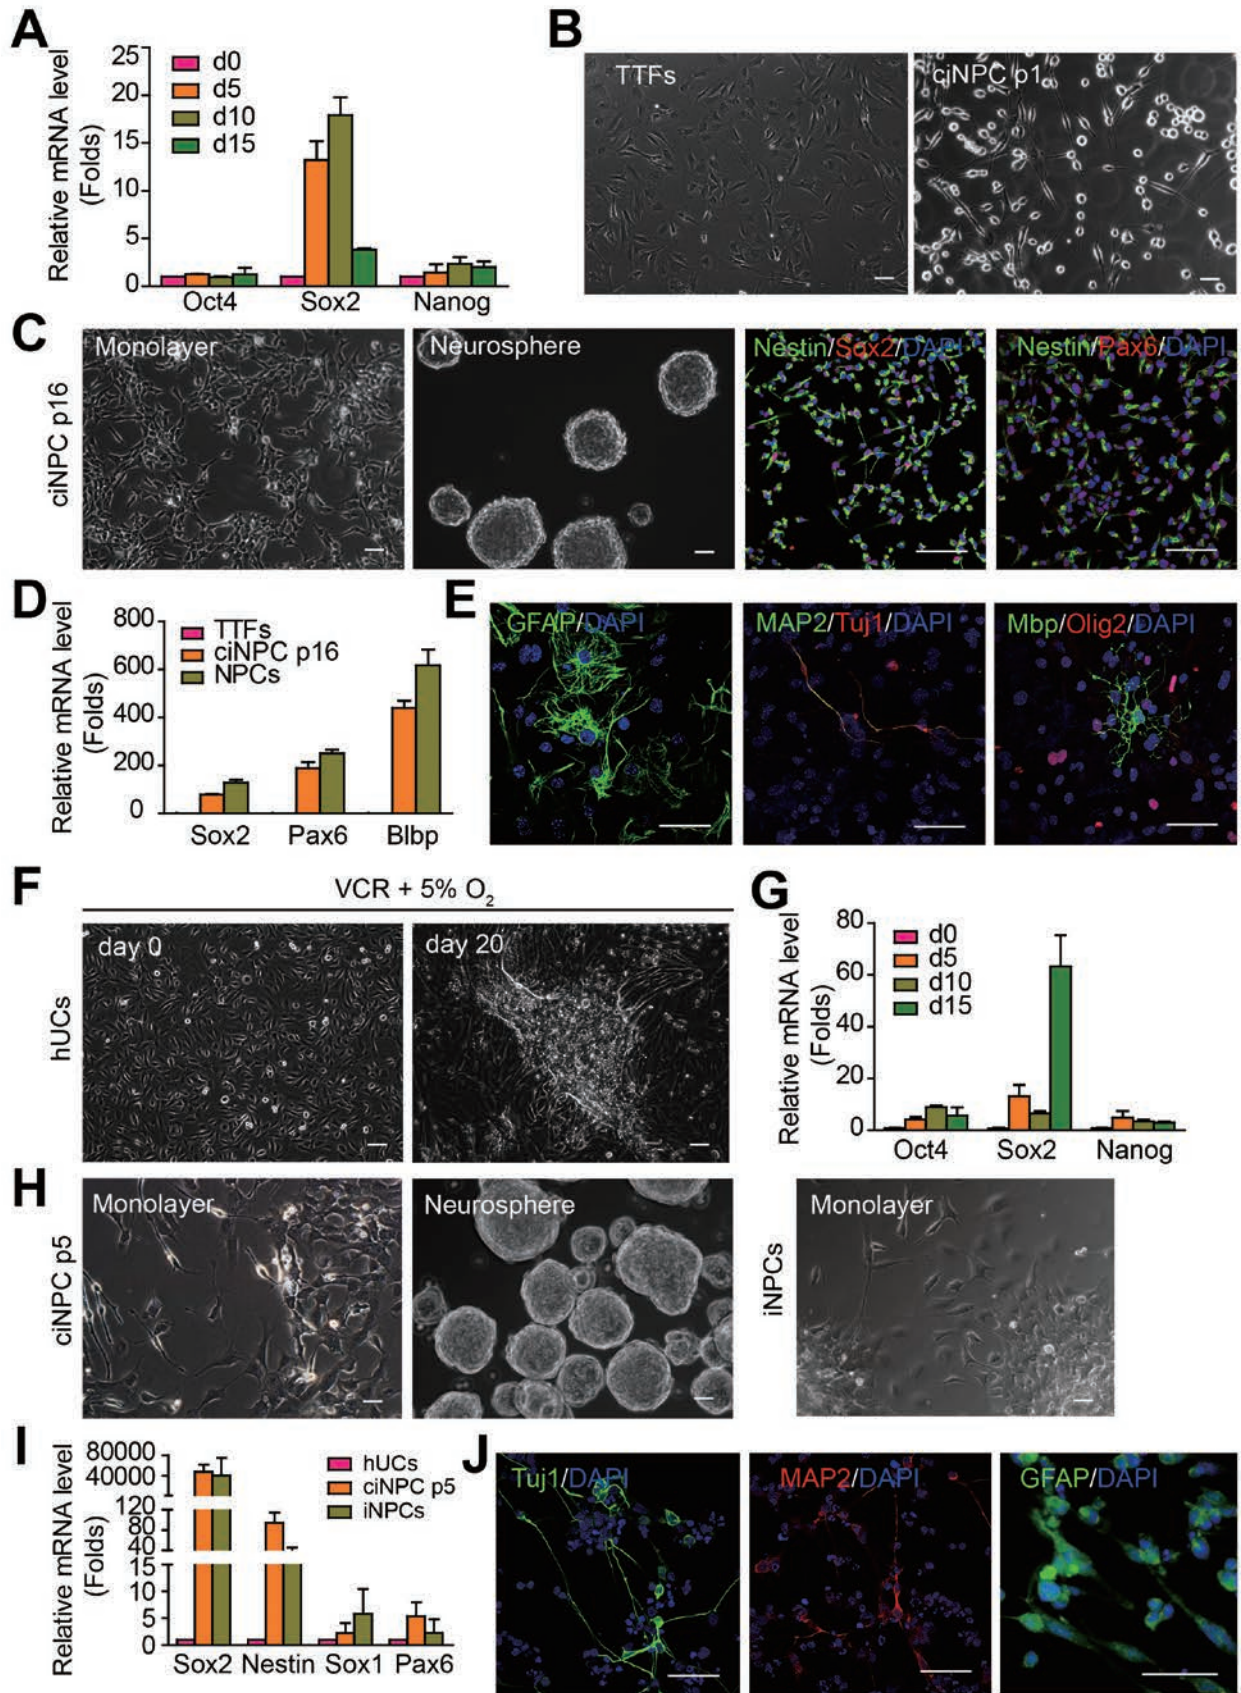 A
Relative mRNA level
(Folds)
25
20
15
10
5
0
d0
d5
d10
d15
Oct4 Sox2 Nanog
B
TTFs
ciNPC p1
C
ciNPC p16
Monolayer
Neurosphere
Nestin/Sox2/DAPI
Nestin/Pax6/DAPI
D
Relative mRNA level
(Folds)
800
600
400
200
0
TTFs
ciNPC p16
NPCs
Sox2 Pax6 Blbp
E
GFAP/DAPI
MAP2/Tuj1/DAPI
Mbp/Olig2/DAPI
F
VCR + 5% O2
hUCs
day 0
day 20
G
Relative mRNA level
(Folds)
80
60
40
20
0
d0
d5
d10
d15
Oct4 Sox2 Nanog
H
ciNPC p5
Monolayer
Neurosphere
iNPCs
Monolayer
I
Relative mRNA level
(Folds)
80000
40000
120
80
40
15
10
5
0
hUCs
ciNPC p5
iNPCs
Sox2 Nestin Sox1 Pax6
J
Tuj1/DAPI
MAP2/DAPI
GFAP/DAPI